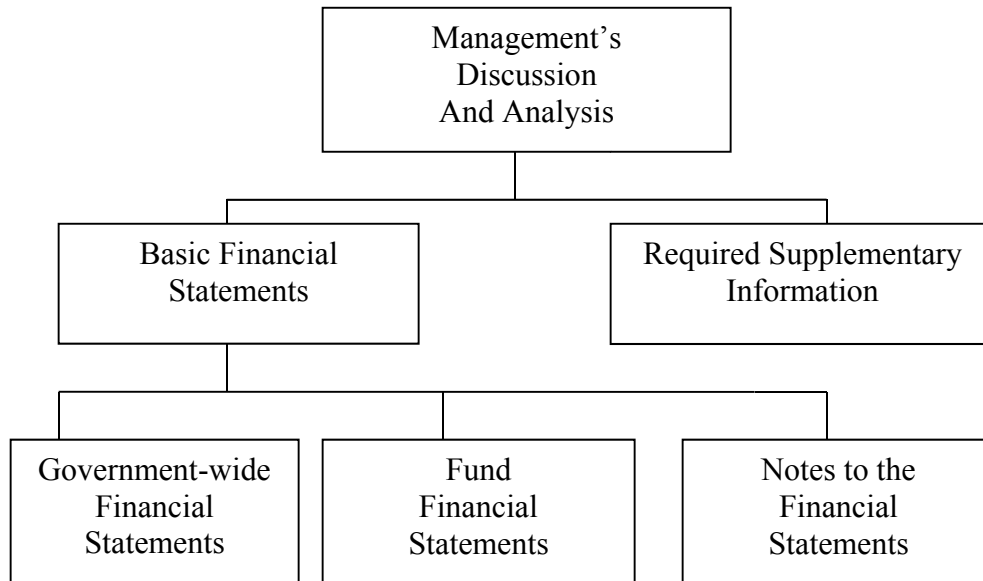 Management’s
Discussion
And Analysis
Basic Financial
Statements
Required Supplementary
Information
Government-wide
Financial
Statements
Fund
Financial
Statements
Notes to the
Financial
Statements